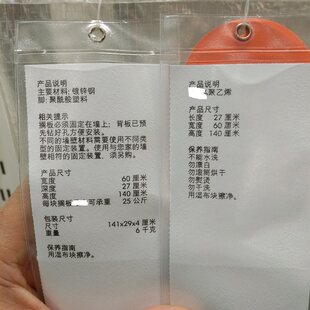 产品说明
主要材料: 镀锌钢
脚: 聚酰胺塑料
相关提示
搁板必须固定在墙上; 背板已预
先钻好孔方便安装。
不同的墙壁材料需要使用不同类
型的固定装置。使用与您家的墙
壁相符的固定装置, 须另购。
产品尺寸
宽度 60 厘米
深度 27 厘米
高度 140 厘米
每块搁板 可承重 25 公斤
包装尺寸
尺寸 141x29x4 厘米
重量 6 千克
产品说明
聚乙烯
产品尺寸
长度 27 厘米
宽度 60 厘米
高度 140 厘米
保养指南
不能水洗
勿漂白
勿滚筒烘干
勿熨烫
勿干洗
用湿布块擦净。
保养指南
用湿布块擦净。